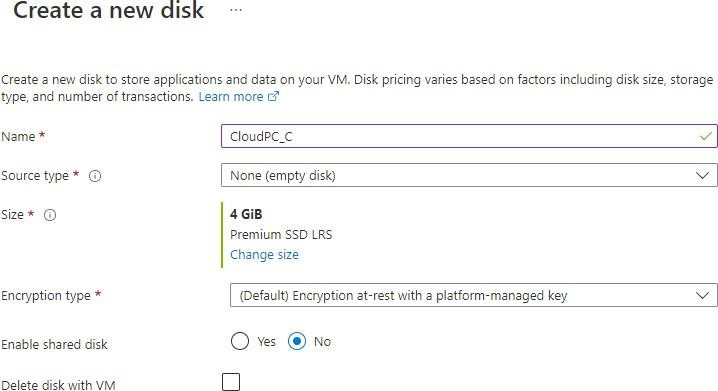 Create a new disk ...
Create a new disk to store applications and data on your VM. Disk pricing varies based on factors including disk size, storage
type, and number of transactions. Learn more
Name * CloudPC_C
Source type * None (empty disk)
Size * 4 GiB
Premium SSD LRS
Change size
Encryption type * (Default) Encryption at-rest with a platform-managed key
Enable shared disk Yes No
Delete disk with VM